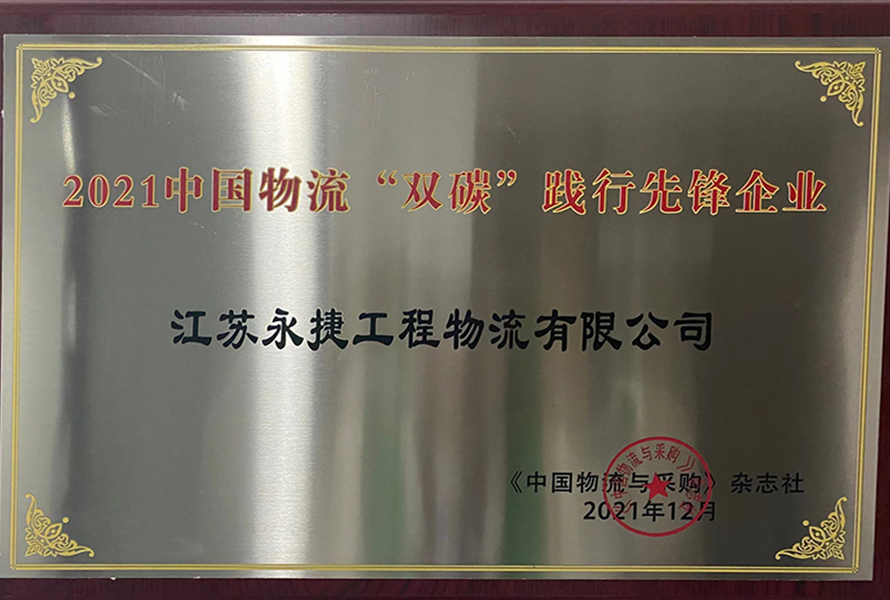 2021中国物流“双碳”践行先锋企业
江苏永捷工程物流有限公司
《中国物流与采购》杂志社
2021年12月